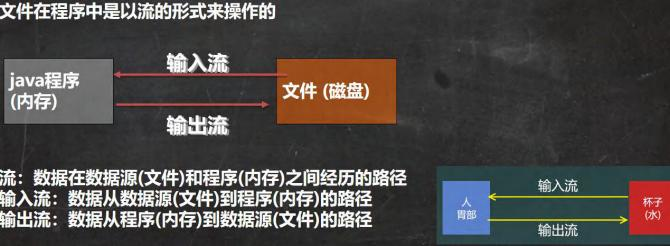 文件在程序中是以流的形式来操作的
输入流
java程序
(内存)
文件 (磁盘)
输出流
流：数据在数据源(文件)和程序(内存)之间经历的路径
输入流：数据从数据源(文件)到程序(内存)的路径
输出流：数据从程序(内存)到数据源(文件)的路径
输入流
人
胃部
杯子
(水)
输出流